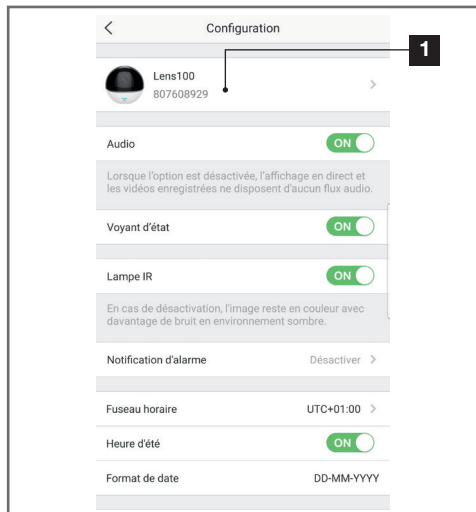 Configuration
1
Lens100
807608929
Audio
ON
Lorsque l'option est désactivée, l'affichage en direct et
les vidéos enregistrées ne disposent d'aucun flux audio.
Voyant d'état
ON
Lampe IR
ON
En cas de désactivation, l'image reste en couleur avec
davantage de bruit en environnement sombre.
Notification d'alarme
Désactiver
Fuseau horaire
UTC+01:00
Heure d'été
ON
Format de date
DD-MM-YYYY